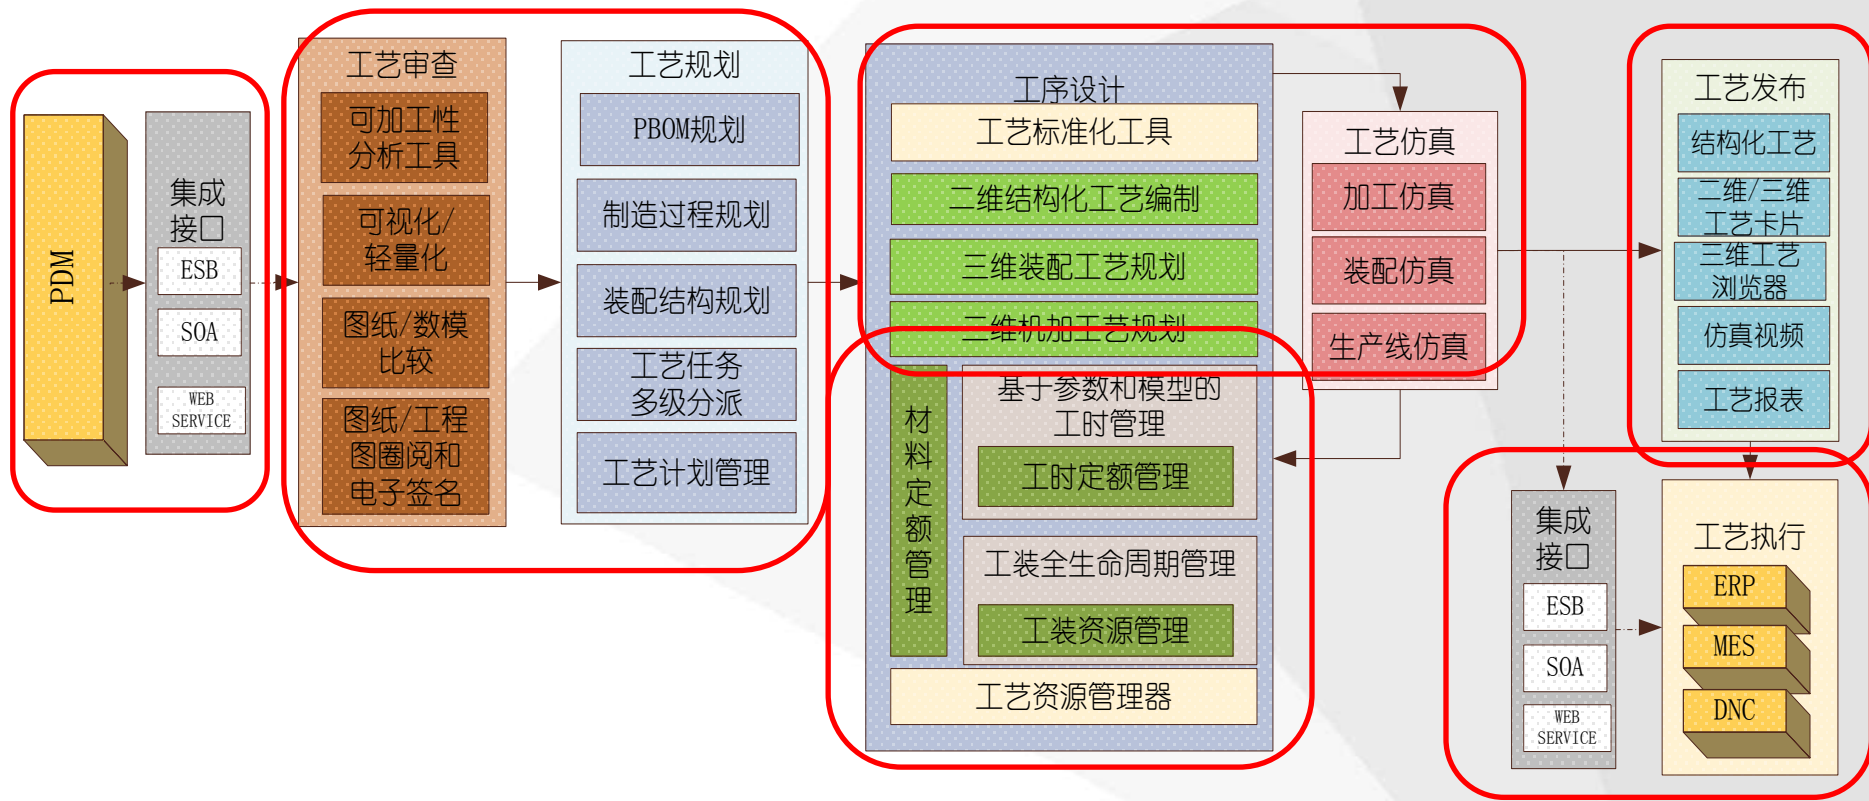 PDM
集成
接口
ESB
SOA
WEB
SERVICE
工艺审查
可加工性
分析工具
可视化/
轻量化
图纸/数模
比较
图纸/工程
图圈阅和
电子签名
工艺规划
PBOM规划
制造过程规划
装配结构规划
工艺任务
多级分派
工艺计划管理
工序设计
工艺标准化工具
二维结构化工艺编制
三维装配工艺规划
三维机加工艺规划
材
料
定
额
管
理
基于参数和模型的
工时管理
工时定额管理
工装全生命周期管理
工装资源管理
工艺资源管理器
工艺仿真
加工仿真
装配仿真
生产线仿真
工艺发布
结构化工艺
二维/三维
工艺卡片
三维工艺
浏览器
仿真视频
工艺报表
集成
接口
ESB
SOA
WEB
SERVICE
工艺执行
ERP
MES
DNC